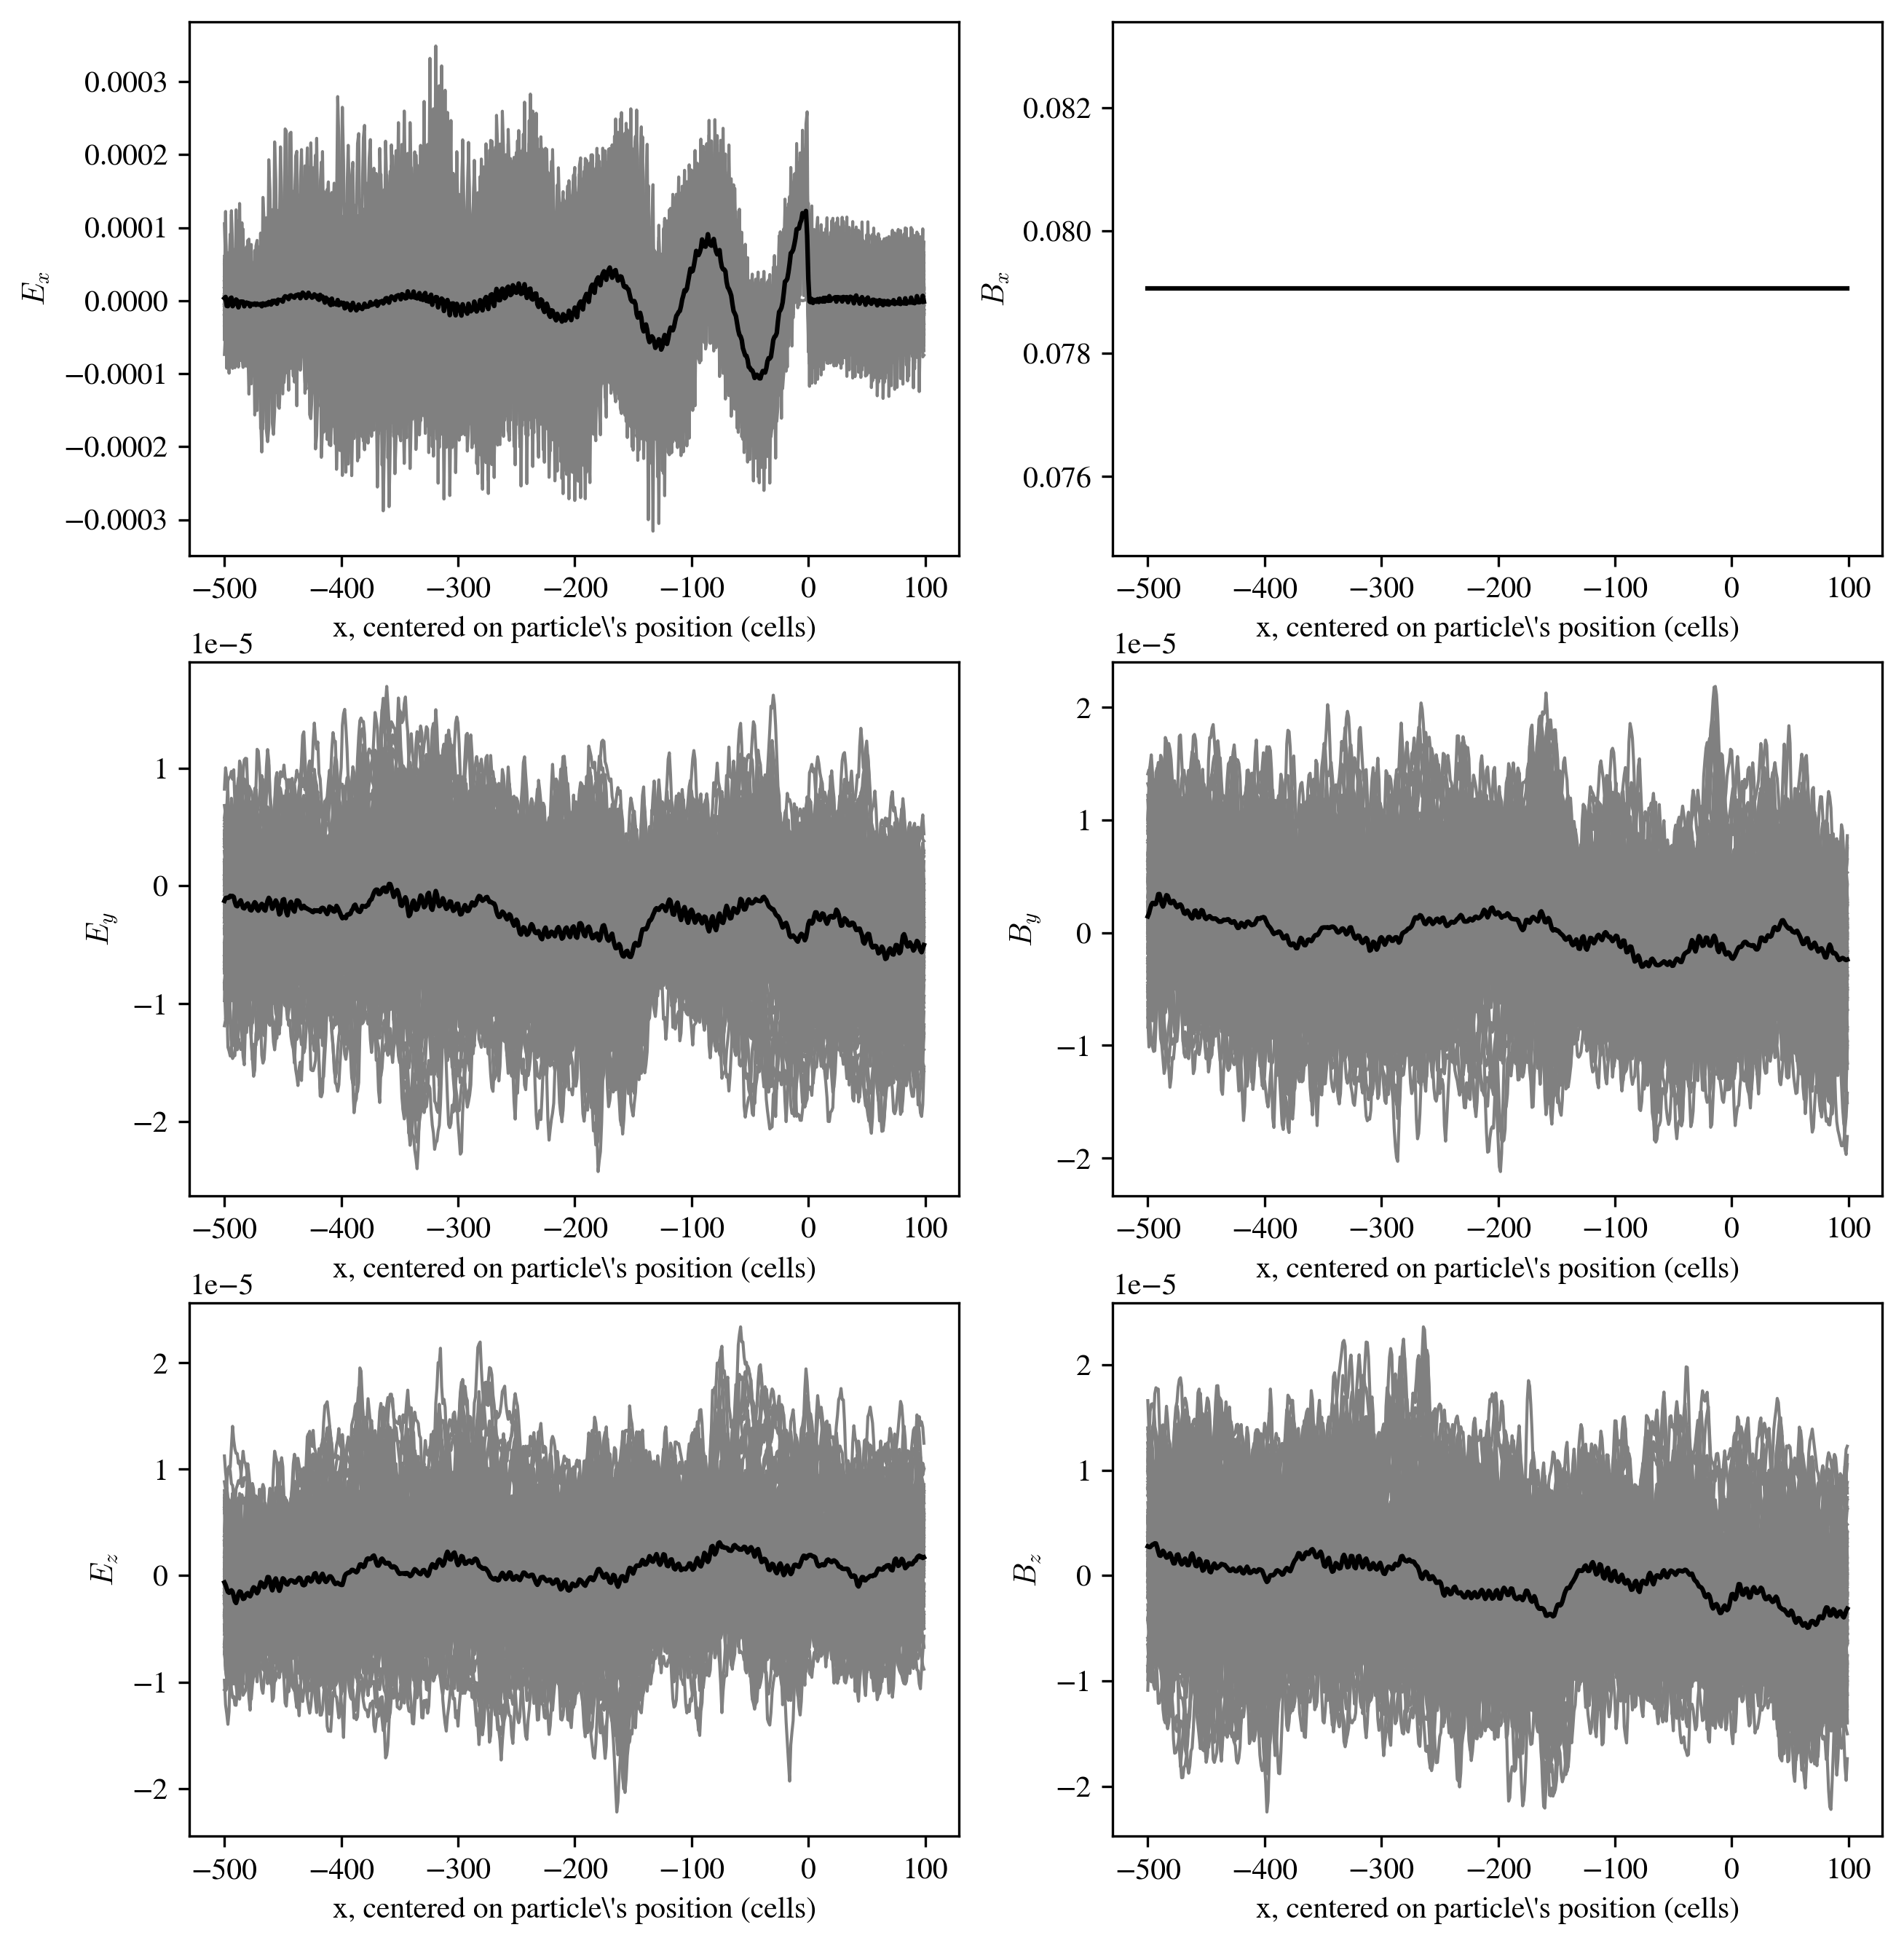 0.0003
0.0002
0.0001
0.0000
−0.0001
−0.0002
−0.0003
E_x
−500 −400 −300 −200 −100 0 100
x, centered on particle\'s position (cells)
0.082
0.080
0.078
0.076
B_x
−500 −400 −300 −200 −100 0 100
x, centered on particle\'s position (cells)
1e−5
1
0
−1
−2
E_y
−500 −400 −300 −200 −100 0 100
x, centered on particle\'s position (cells)
1e−5
2
1
0
−1
−2
B_y
−500 −400 −300 −200 −100 0 100
x, centered on particle\'s position (cells)
1e−5
2
1
0
−1
−2
E_z
−500 −400 −300 −200 −100 0 100
x, centered on particle\'s position (cells)
1e−5
2
1
0
−1
−2
B_z
−500 −400 −300 −200 −100 0 100
x, centered on particle\'s position (cells)